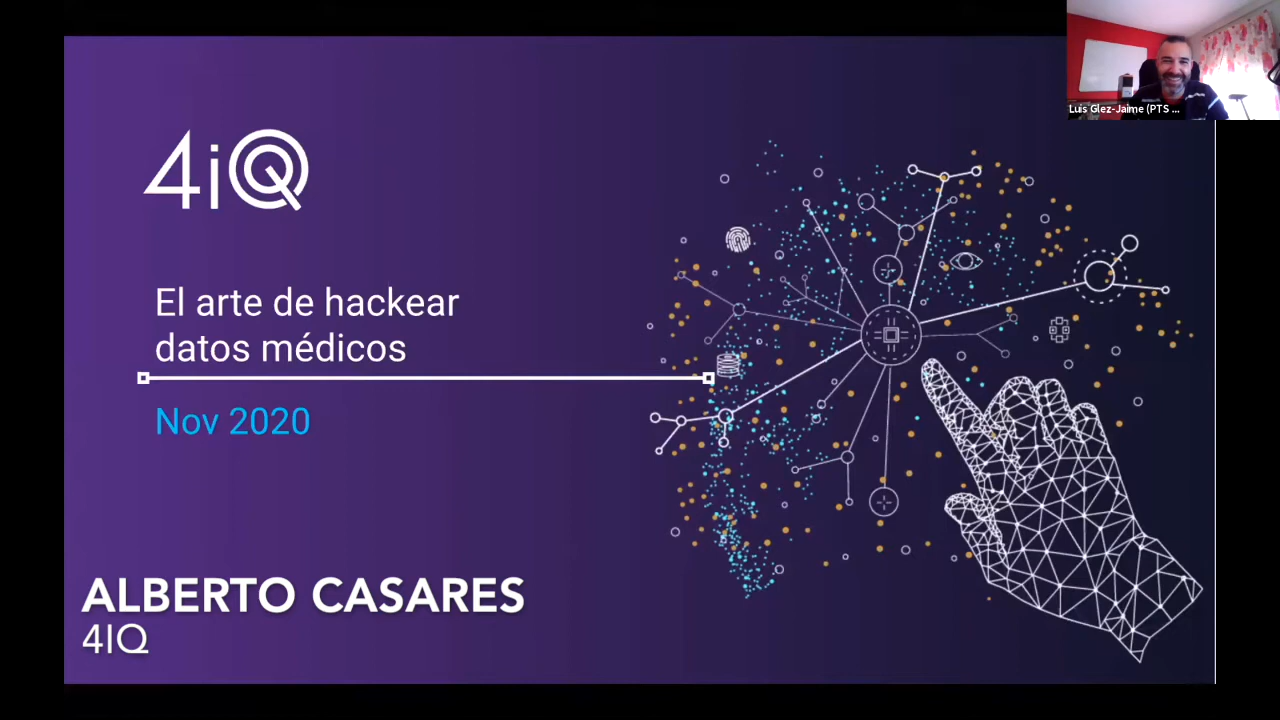 Luis Glez-Jaime (PTS ...
4iQ
El arte de hackear
datos médicos
Nov 2020
ALBERTO CASARES
4IQ